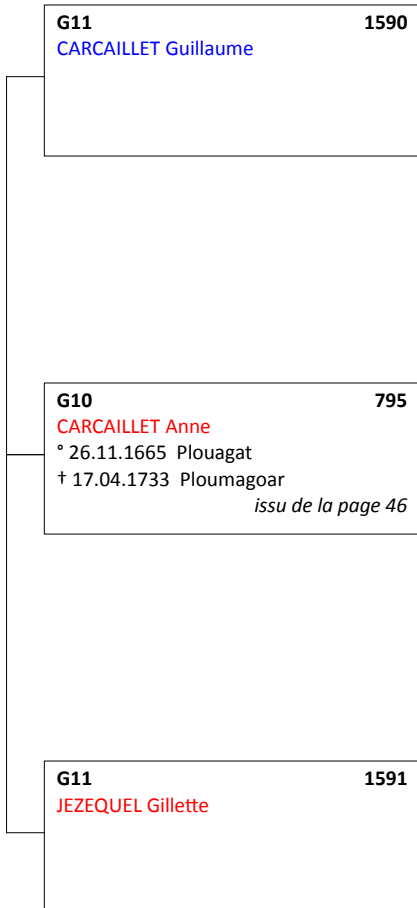 G11 1590
CARCAILLET Guillaume
G10 795
CARCAILLET Anne
° 26.11.1665 Plouagat
† 17.04.1733 Ploumagoar
issu de la page 46
G11 1591
JEZEQUEL Gillette